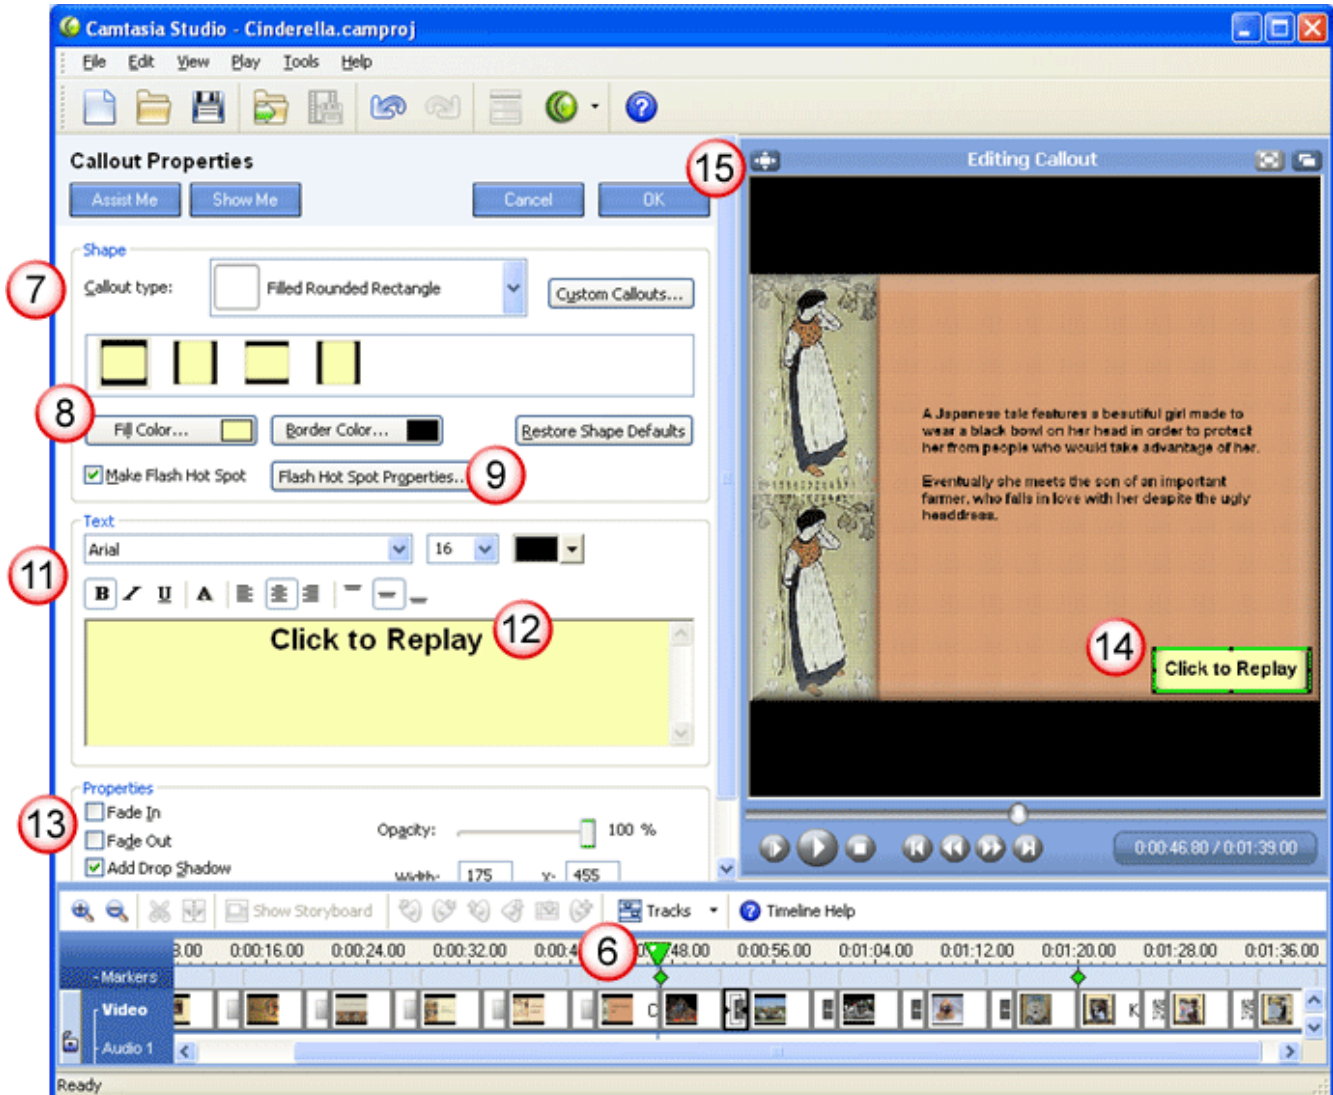 Camtasia Studio - Cinderella.camproj
File Edit View Play Tools Help
Callout Properties
Assist Me Show Me Cancel OK
15
Editing Callout
Shape
7
Callout type: Filled Rounded Rectangle Custom Callouts...
8
Fill Color... Border Color... Restore Shape Defaults
Make Flash Hot Spot Flash Hot Spot Properties...
9
Text
11
Arial 16
B I U A
Click to Replay
12
Properties
13
Fade In
Fade Out
Add Drop Shadow
Opacity: 100 %
Width: 175 X: 455
A Japanese tale features a beautiful girl made to
wear a black bowl on her head in order to protect
her from people who would take advantage of her.
Eventually she meets the son of an important
farmer, who falls in love with her despite the ugly
headdress.
14
Click to Replay
0:00:46.80 / 0:01:39.00
Show Storyboard Tracks Timeline Help
6
8.00 0:00:16.00 0:00:24.00 0:00:32.00 0:00:4 48.00 0:00:56.00 0:01:04.00 0:01:12.00 0:01:20.00 0:01:28.00 0:01:36.00
- Markers
Video
C K
Audio 1
Ready